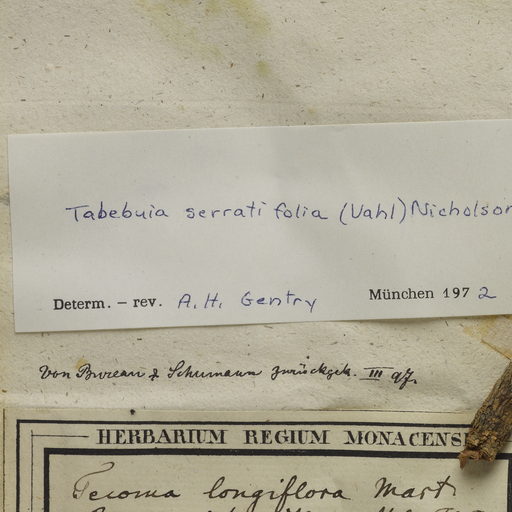 Tabebuia serratifolia (Vahl) Nicholson
Determ. – rev. A.H. Gentry München 1972
Von Bureau & Schumann zurückgek. III 97.
HERBARIUM REGIUM MONACENSE
Tecoma longiflora Mart